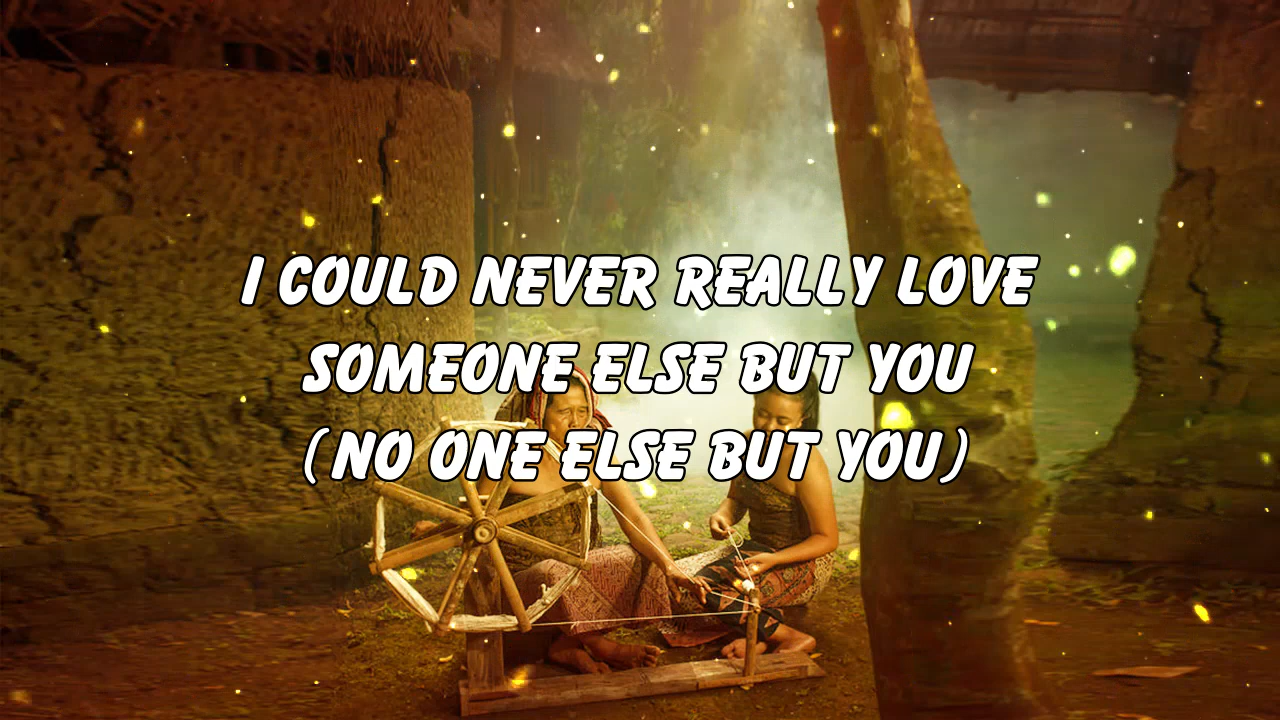 I COULD NEVER REALLY LOVE
SOMEONE ELSE BUT YOU
(NO ONE ELSE BUT YOU)